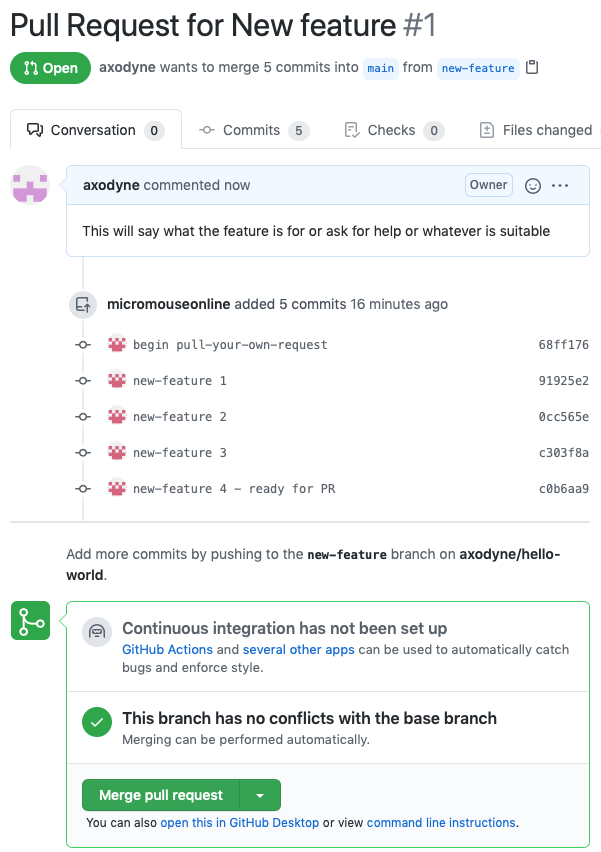 Pull Request for New feature #1
Open axodyne wants to merge 5 commits into main from new-feature
Conversation 0 Commits 5 Checks 0 Files changed
axodyne commented now Owner
This will say what the feature is for or ask for help or whatever is suitable
micromouseonline added 5 commits 16 minutes ago
begin pull-your-own-request 68ff176
new-feature 1 91925e2
new-feature 2 0cc565e
new-feature 3 c303f8a
new-feature 4 - ready for PR c0b6aa9
Add more commits by pushing to the new-feature branch on axodyne/hello-
world.
Continuous integration has not been set up
GitHub Actions and several other apps can be used to automatically catch
bugs and enforce style.
This branch has no conflicts with the base branch
Merging can be performed automatically.
Merge pull request
You can also open this in GitHub Desktop or view command line instructions.